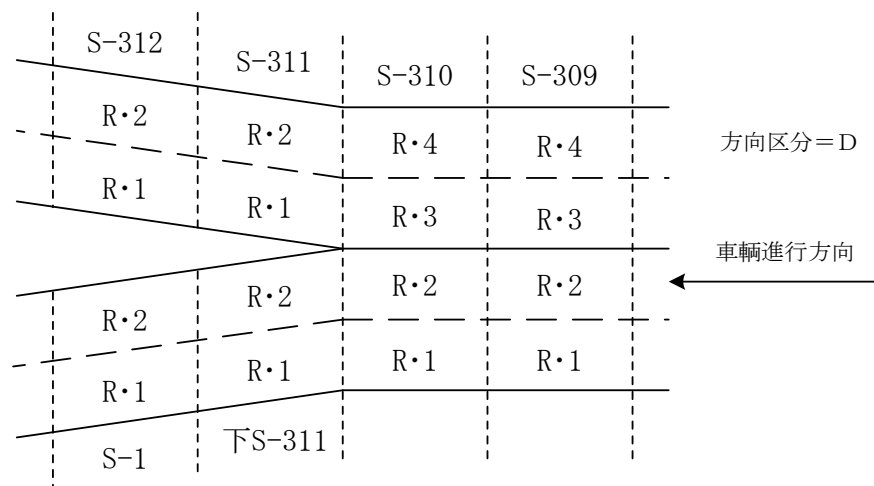 S-312
S-311
S-310
S-309
R・2
R・2
R・4
R・4
方向区分＝D
R・1
R・1
R・3
R・3
車輌進行方向
R・2
R・2
R・2
R・2
R・1
R・1
R・1
R・1
S-1
下S-311